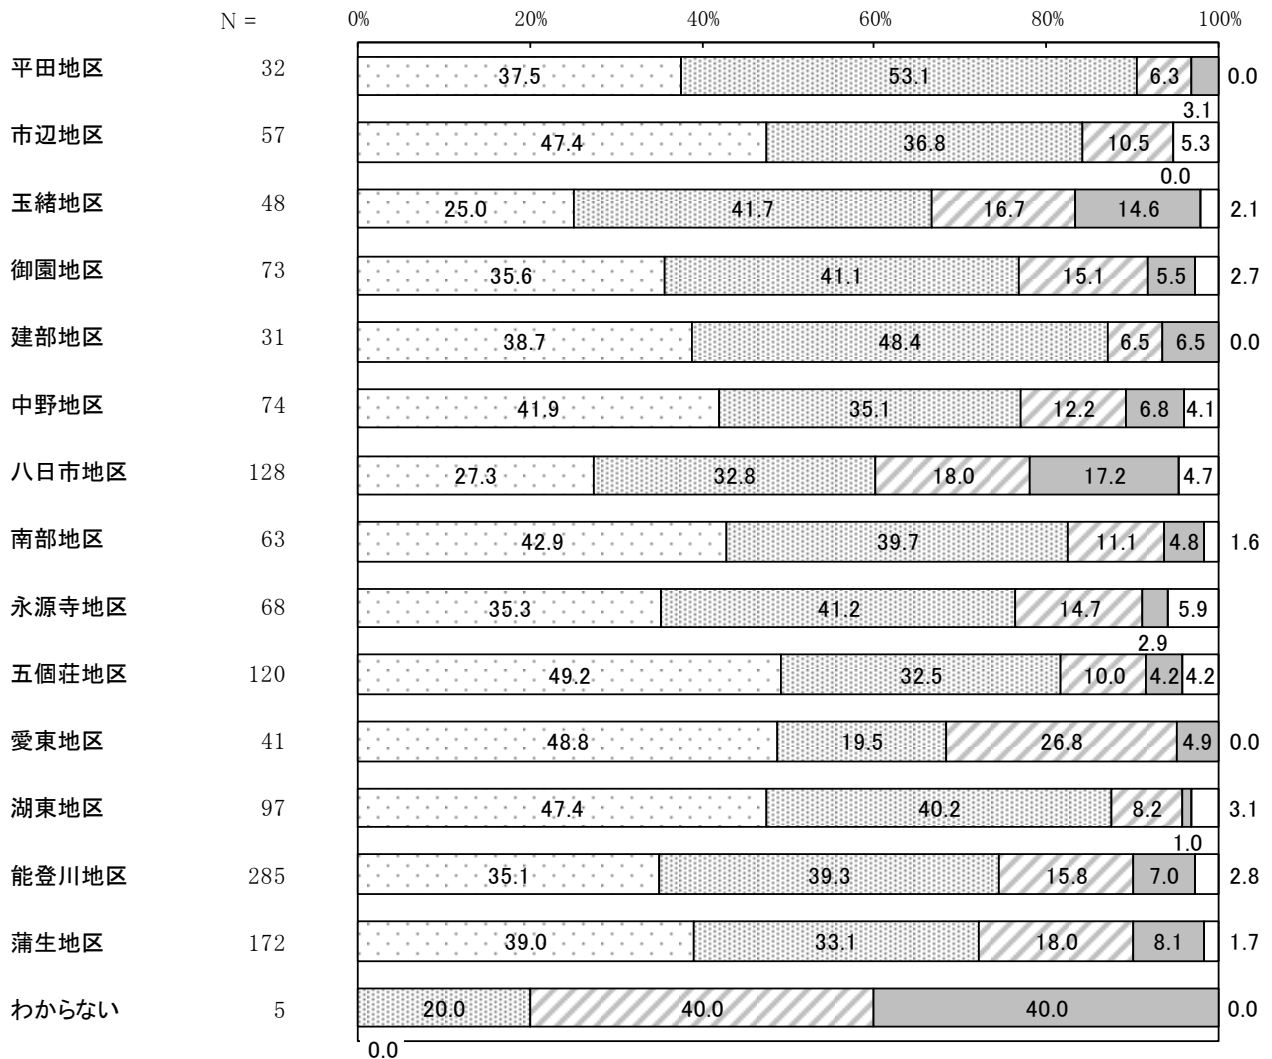 N = 0% 20% 40% 60% 80% 100%
平田地区 32 37.5 53.1 6.3 0.0
3.1
市辺地区 57 47.4 36.8 10.5 5.3
0.0
玉緒地区 48 25.0 41.7 16.7 14.6 2.1
御園地区 73 35.6 41.1 15.1 5.5 2.7
建部地区 31 38.7 48.4 6.5 6.5 0.0
中野地区 74 41.9 35.1 12.2 6.8 4.1
八日市地区 128 27.3 32.8 18.0 17.2 4.7
南部地区 63 42.9 39.7 11.1 4.8 1.6
永源寺地区 68 35.3 41.2 14.7 5.9
2.9
五個荘地区 120 49.2 32.5 10.0 4.2 4.2
愛東地区 41 48.8 19.5 26.8 4.9 0.0
湖東地区 97 47.4 40.2 8.2 3.1
1.0
能登川地区 285 35.1 39.3 15.8 7.0 2.8
蒲生地区 172 39.0 33.1 18.0 8.1 1.7
わからない 5 20.0 40.0 40.0 0.0
0.0